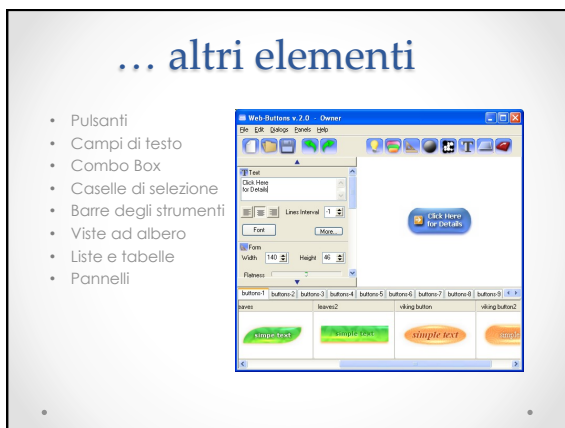 … altri elementi
• Pulsanti
• Campi di testo
• Combo Box
• Caselle di selezione
• Barre degli strumenti
• Viste ad albero
• Liste e tabelle
• Pannelli
Web-Buttons v.2.0 - Owner
File Edit Dialogs Panels Help
Text
Click Here
for Details
Lines Interval -1
Font More...
Form
Width 140 Height 46
Flatness
Click Here
for Details
buttons-1 buttons-2 buttons-3 buttons-4 buttons-5 buttons-6 buttons-7 buttons-8 buttons-9
eaves leaves2 viking button viking button2
simple text simple text simple text simple